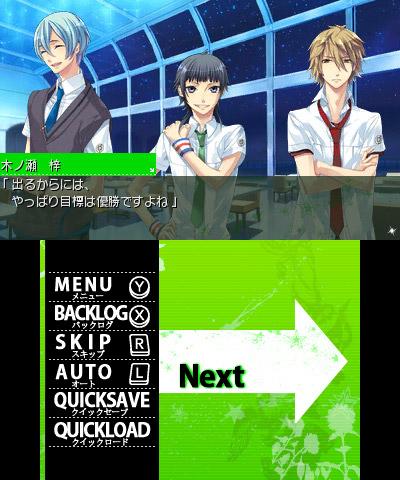 木ノ瀬 梓
「出るからには、
やっぱり目標は優勝ですよね」
MENU Y
メニュー
BACKLOG X
バックログ
SKIP R
スキップ
AUTO L
オート
QUICKSAVE
クイックセーブ
QUICKLOAD
クイックロード
Next